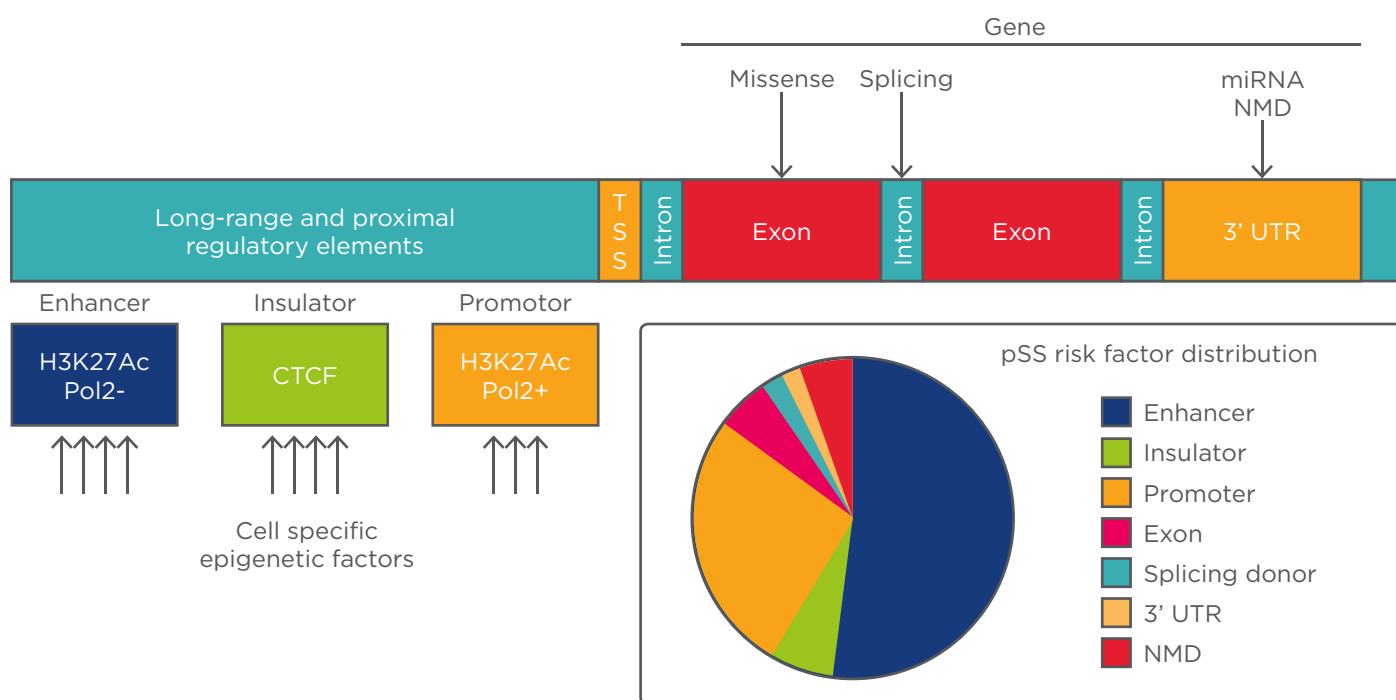 Gene
Missense
Splicing
miRNA
NMD
Long-range and proximal
regulatory elements
T
S
S
Intron
Exon
Intron
Exon
Intron
3' UTR
Enhancer
Insulator
Promotor
H3K27Ac
Pol2-
CTCF
H3K27Ac
Pol2+
Cell specific
epigenetic factors
pSS risk factor distribution
Enhancer
Insulator
Promoter
Exon
Splicing donor
3' UTR
NMD